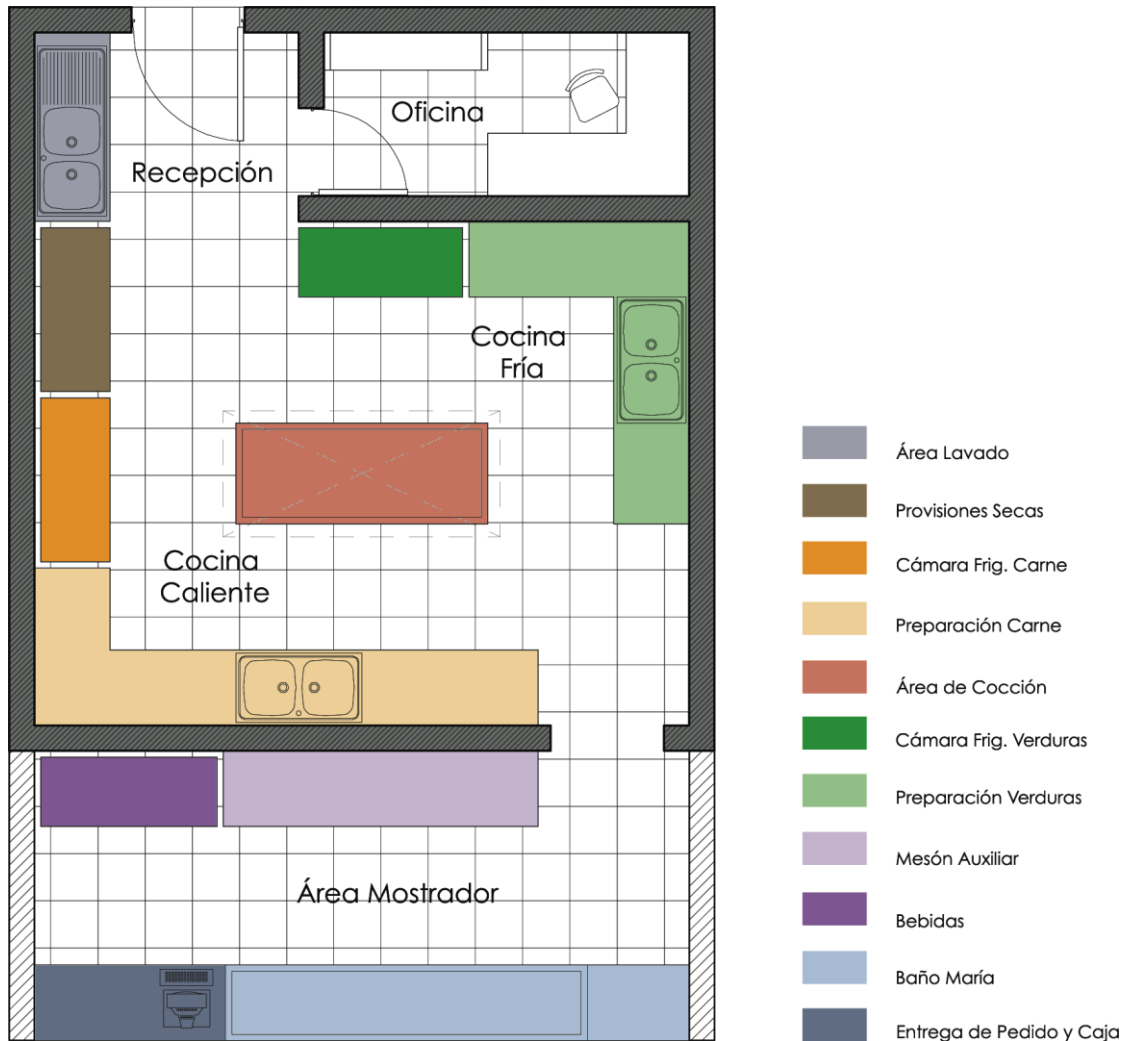 Oficina
Recepción
Cocina
Fría
Cocina
Caliente
Área Mostrador
Área Lavado
Provisiones Secas
Cámara Frig. Carne
Preparación Carne
Área de Cocción
Cámara Frig. Verduras
Preparación Verduras
Mesón Auxiliar
Bebidas
Baño María
Entrega de Pedido y Caja